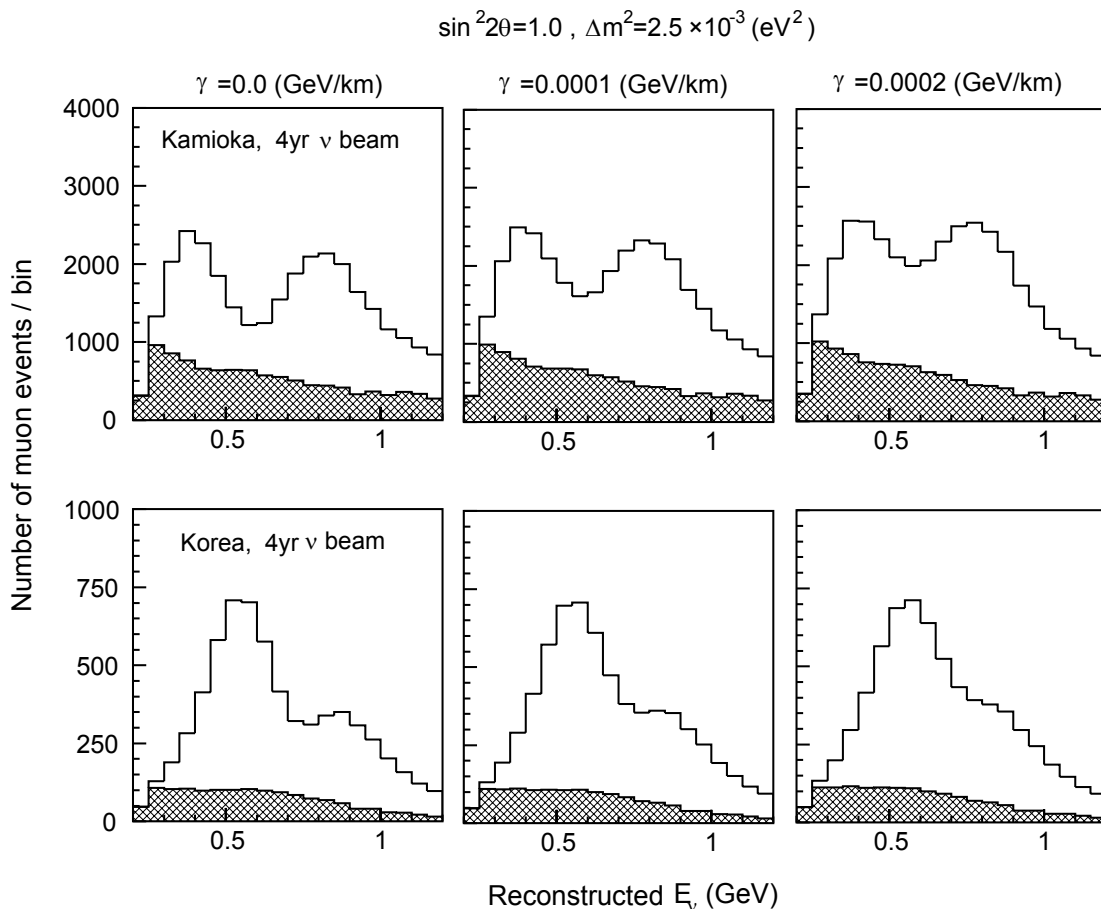 sin²2θ=1.0 , Δm²=2.5 ×10⁻³ (eV²)
γ =0.0 (GeV/km)
γ =0.0001 (GeV/km)
γ =0.0002 (GeV/km)
Number of muon events / bin
4000
3000
2000
1000
0
Kamioka, 4yr ν beam
0.5
1
0.5
1
0.5
1
1000
750
500
250
0
Korea, 4yr ν beam
0.5
1
0.5
1
0.5
1
Reconstructed Eᵥ (GeV)